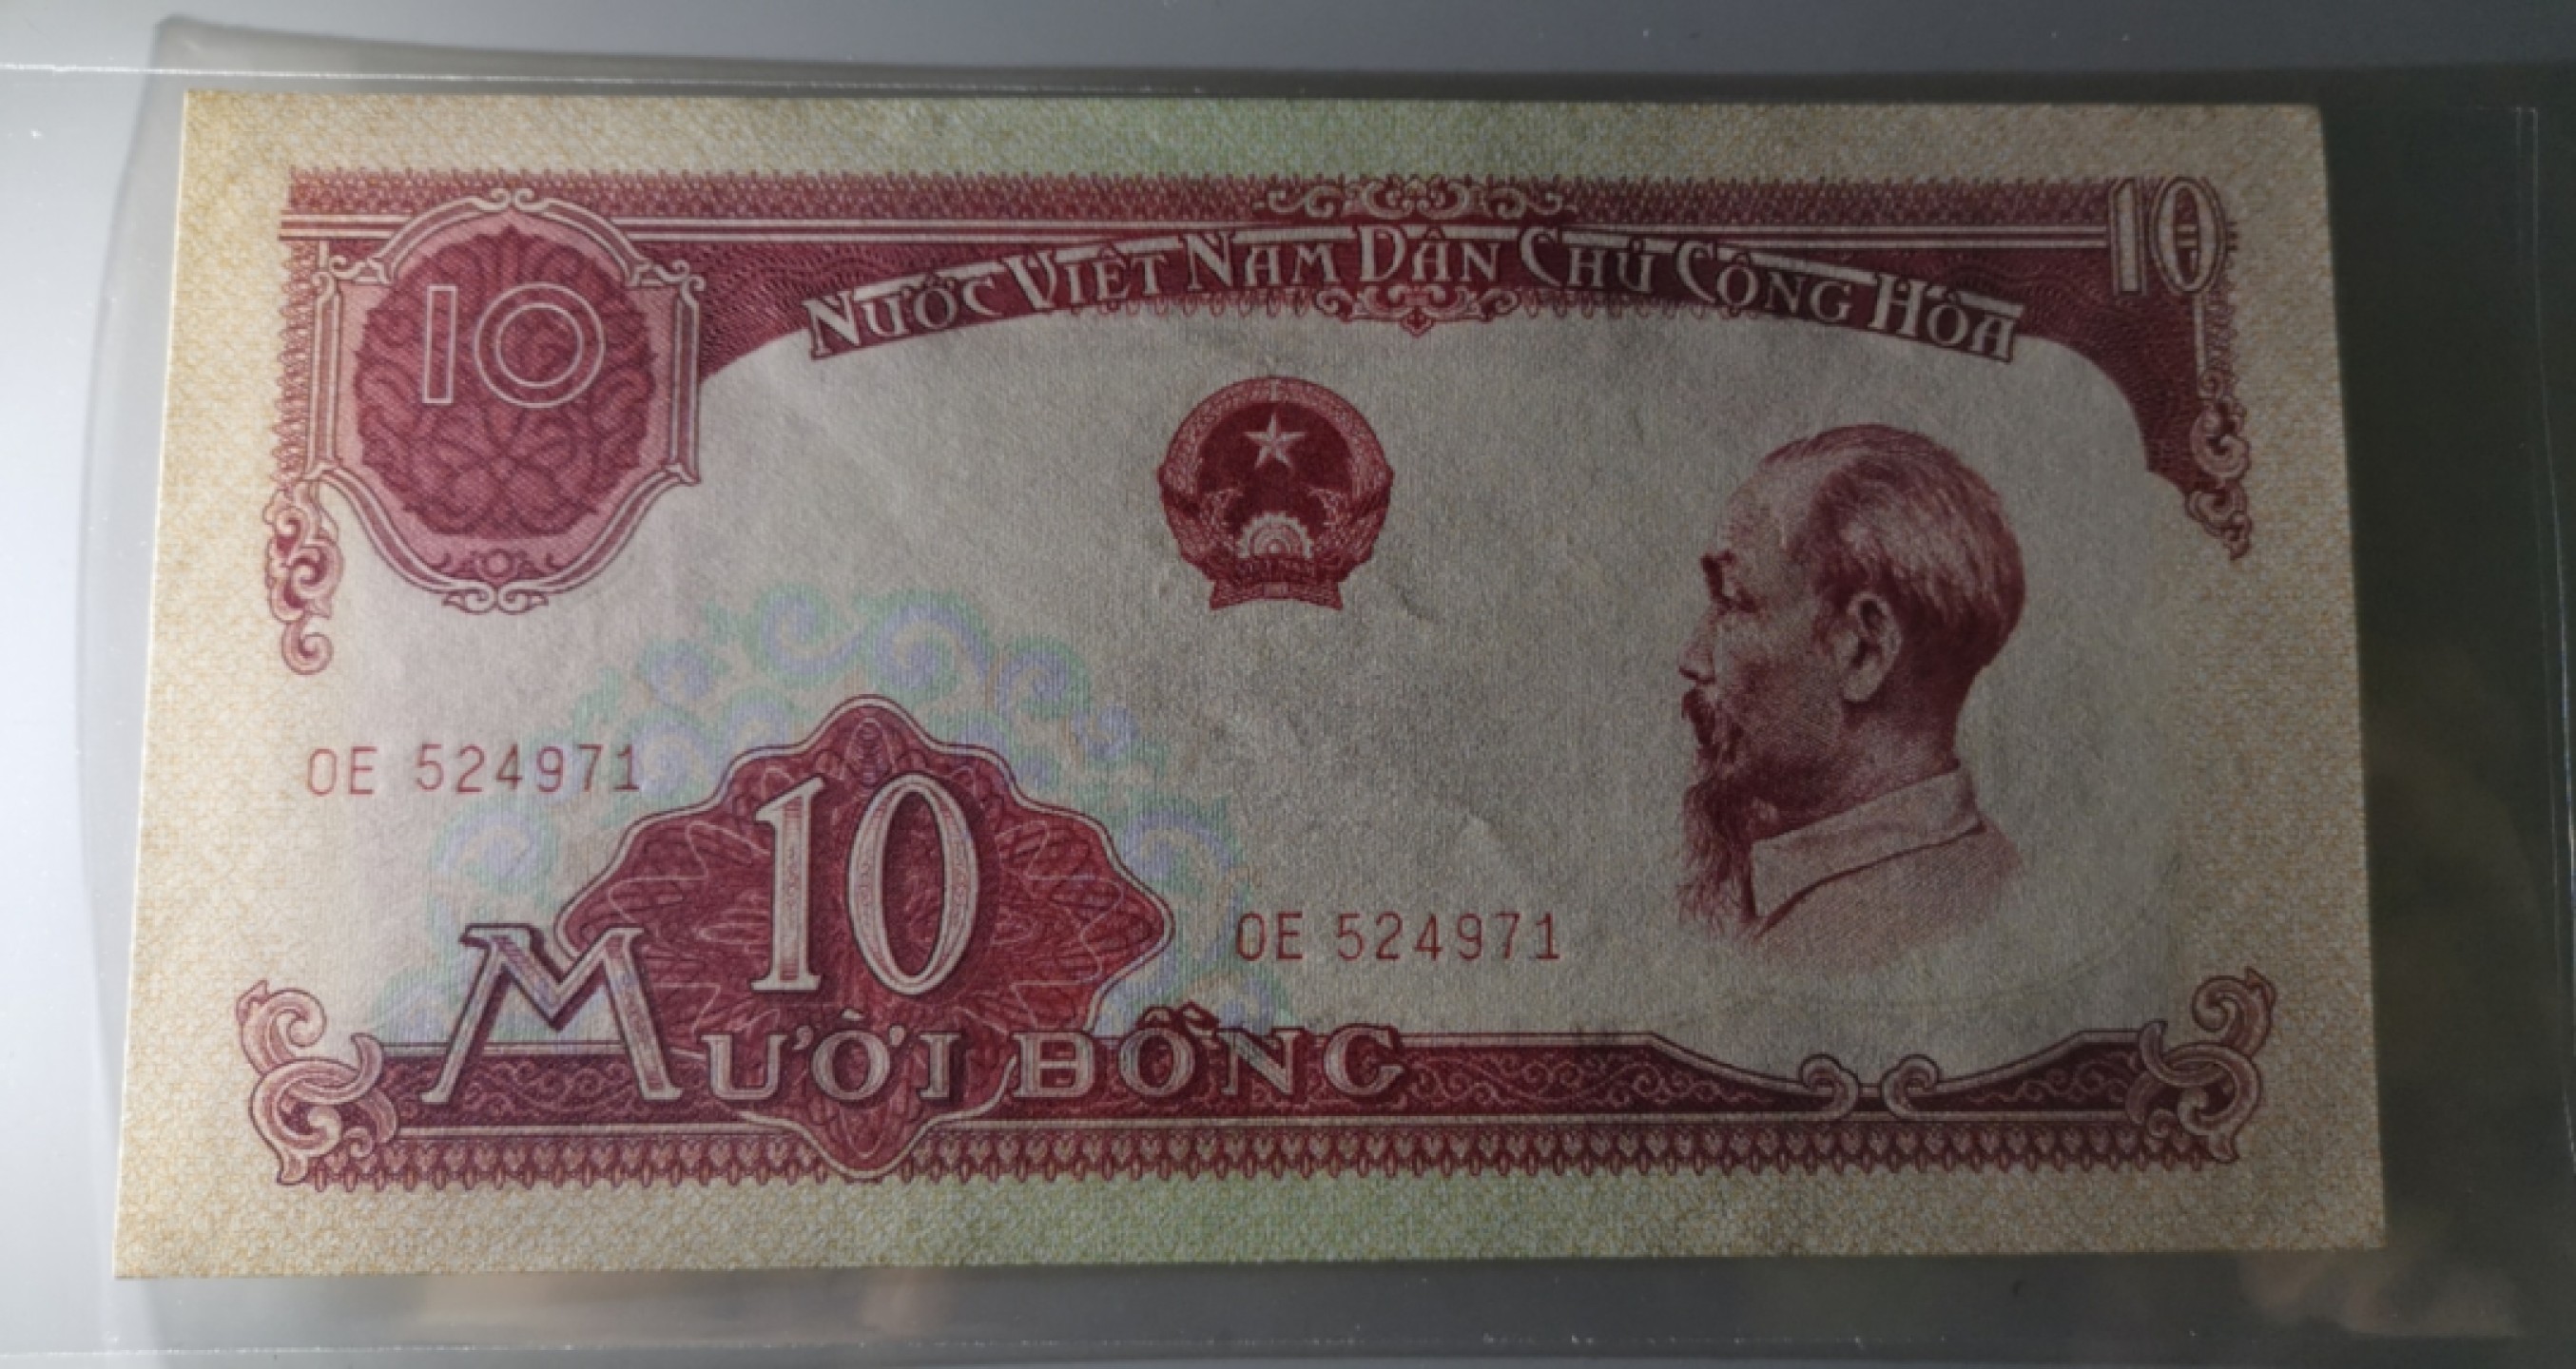 10
10
NƯỚC VIỆT NAM DÂN CHỦ CỘNG HÒA
OE 524971
10
OE 524971
MƯỜI ĐỒNG